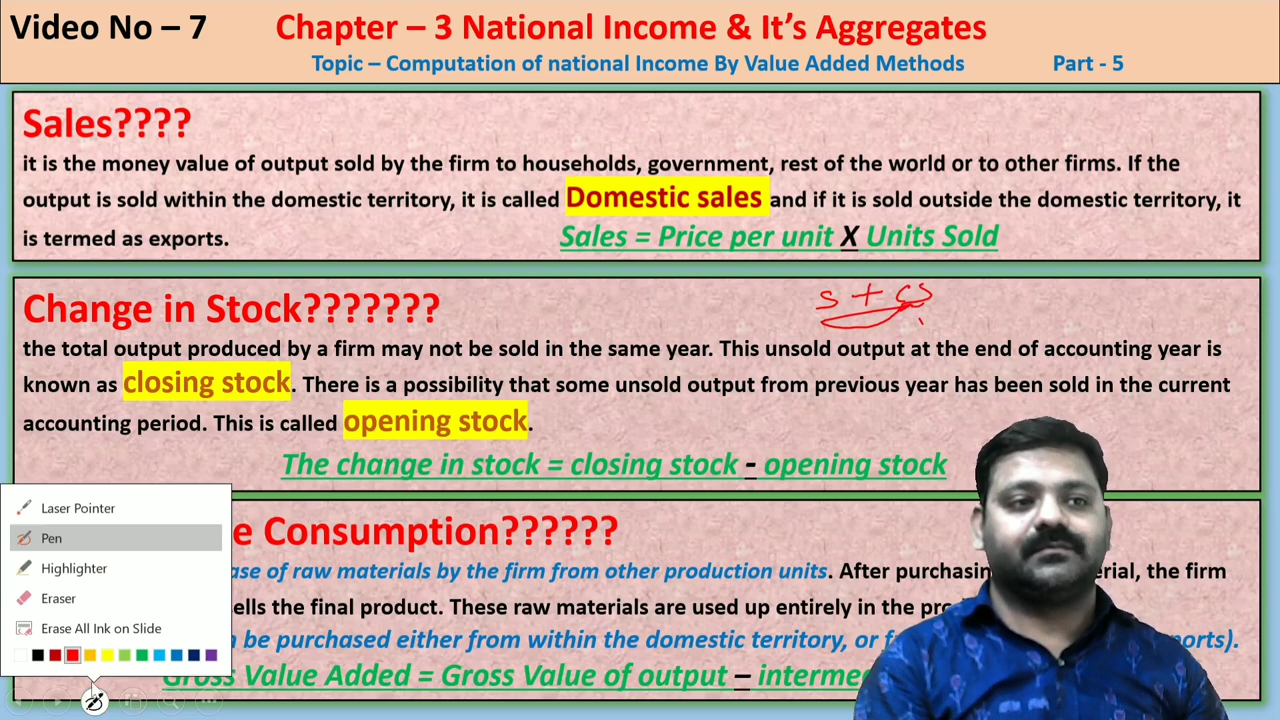 Video No – 7 Chapter – 3 National Income & It's Aggregates
Topic – Computation of national Income By Value Added Methods Part - 5
Sales????
it is the money value of output sold by the firm to households, government, rest of the world or to other firms. If the
output is sold within the domestic territory, it is called Domestic sales and if it is sold outside the domestic territory, it
is termed as exports. Sales = Price per unit X Units Sold
Change in Stock??????? S + CS
the total output produced by a firm may not be sold in the same year. This unsold output at the end of accounting year is
known as closing stock. There is a possibility that some unsold output from previous year has been sold in the current
accounting period. This is called opening stock.
The change in stock = closing stock - opening stock
Laser Pointer
Pen
Highlighter
Eraser
Erase All Ink on Slide
e Consumption??????
ase of raw materials by the firm from other production units. After the firm
sells the final product. These raw materials are used up entirely in the
be purchased either from within the domestic territory, or
Gross Value Added = Gross Value of output –